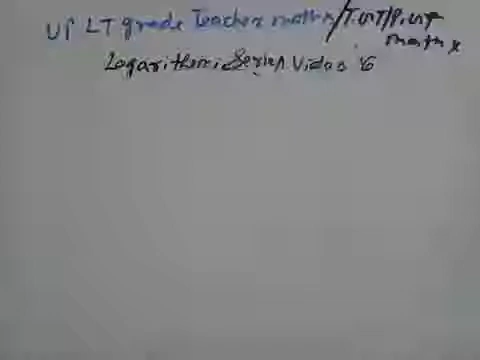 UP LT grade Teacher maths/T.GT/P.GT
maths
Logarithmic Series Video 6